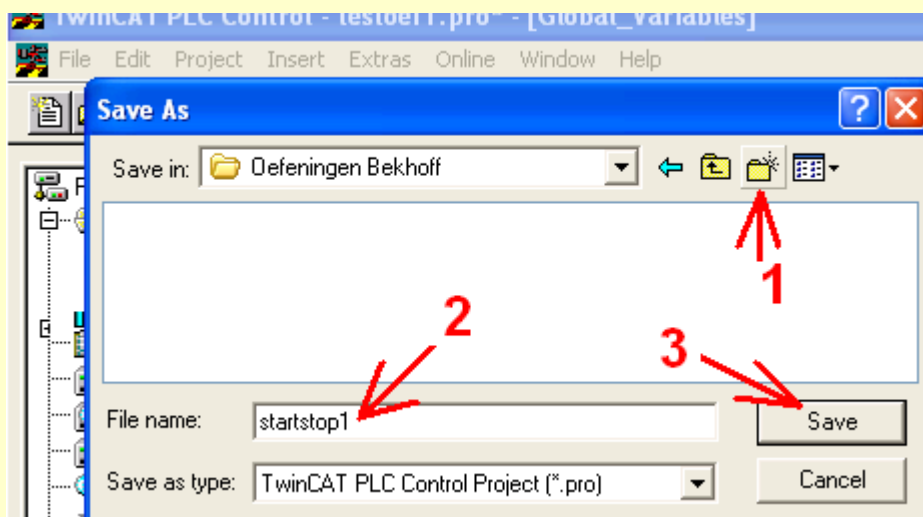 TwinCAT PLC Control - testoef1.pro* - [Global_Variables]
File Edit Project Insert Extras Online Window Help
Save As
Save in: Oefeningen Bekhoff
1
2
3
File name: startstop1 Save
Save as type: TwinCAT PLC Control Project (*.pro) Cancel